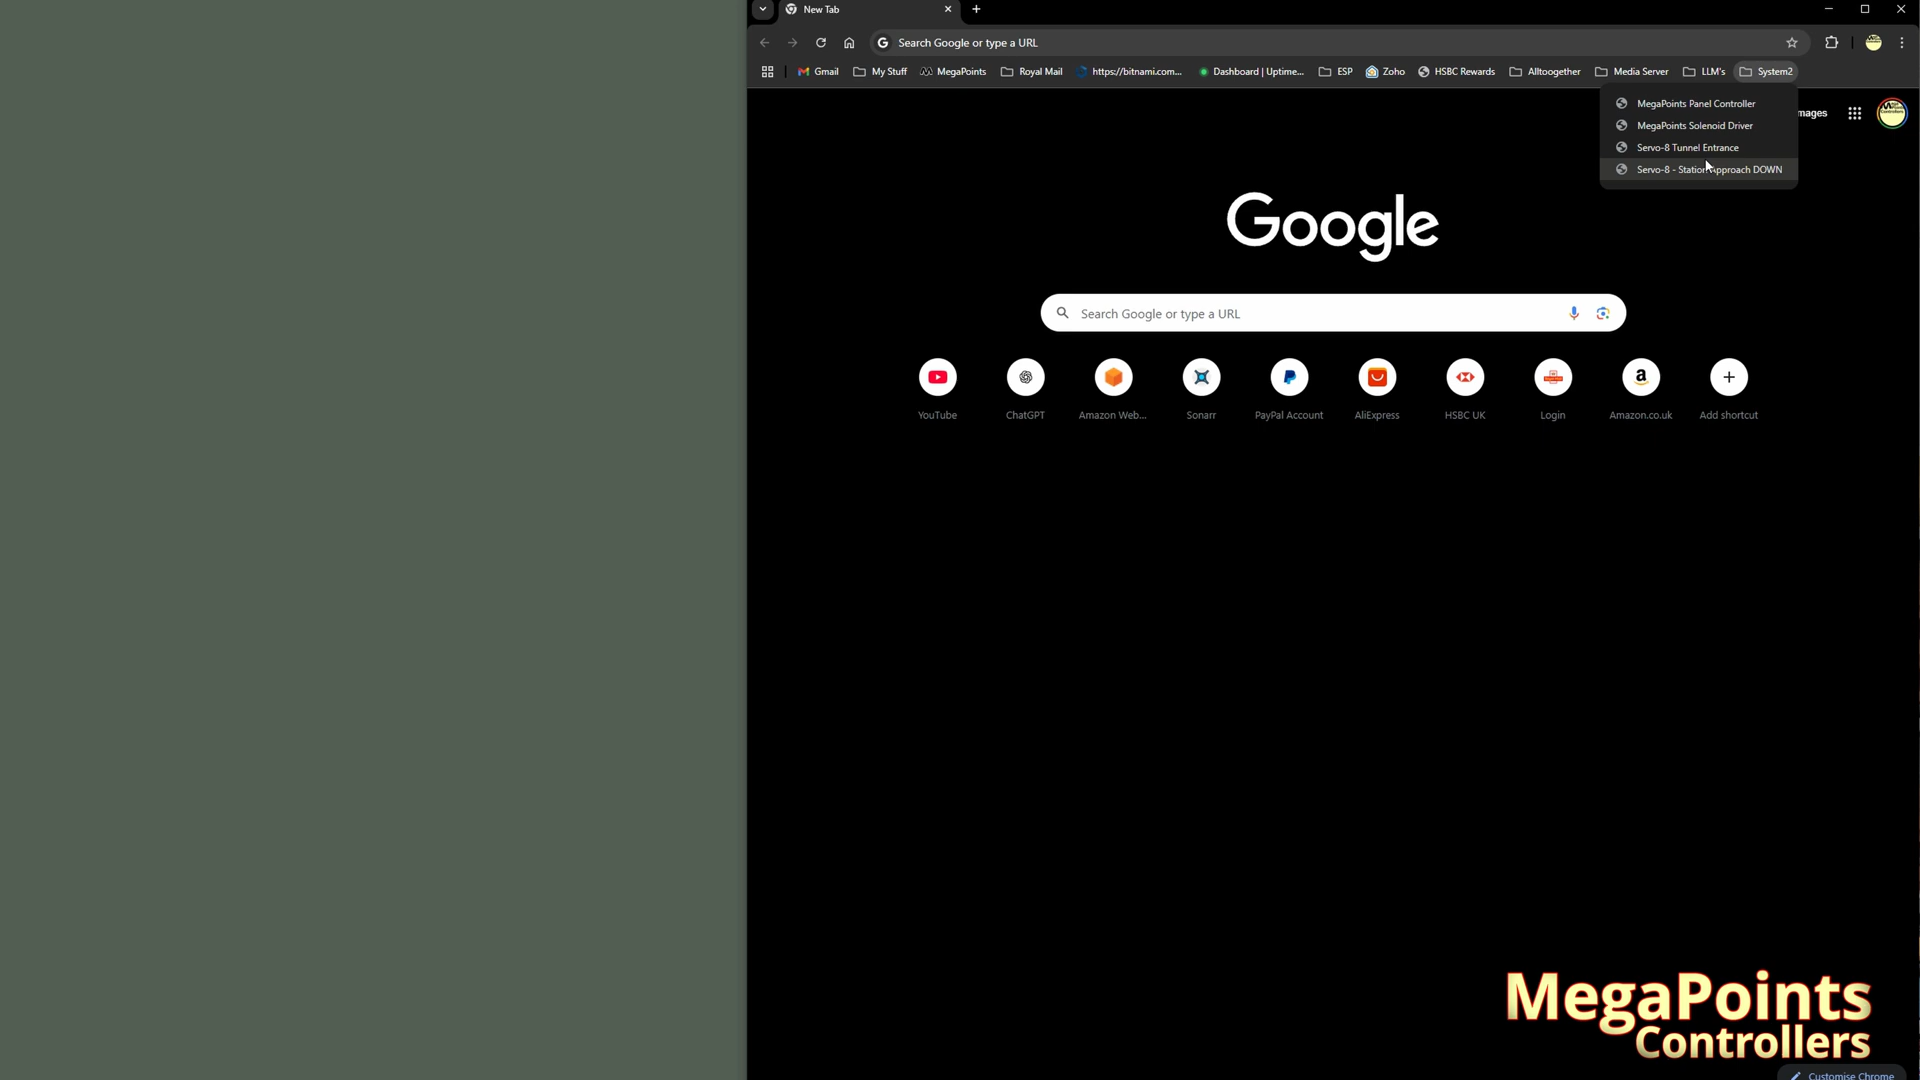 New Tab
Search Google or type a URL
Gmail My Stuff MegaPoints Royal Mail https://bitnami.com... Dashboard | Uptime... ESP Zoho HSBC Rewards Alltoogether Media Server LLM's System2
MegaPoints Panel Controller
MegaPoints Solenoid Driver
Servo-8 Tunnel Entrance
Servo-8 - Station Approach DOWN
mages
Google
Search Google or type a URL
YouTube ChatGPT Amazon Web... Sonarr PayPal Account AliExpress HSBC UK Login Amazon.co.uk Add shortcut
MegaPoints
Controllers
Customise Chrome